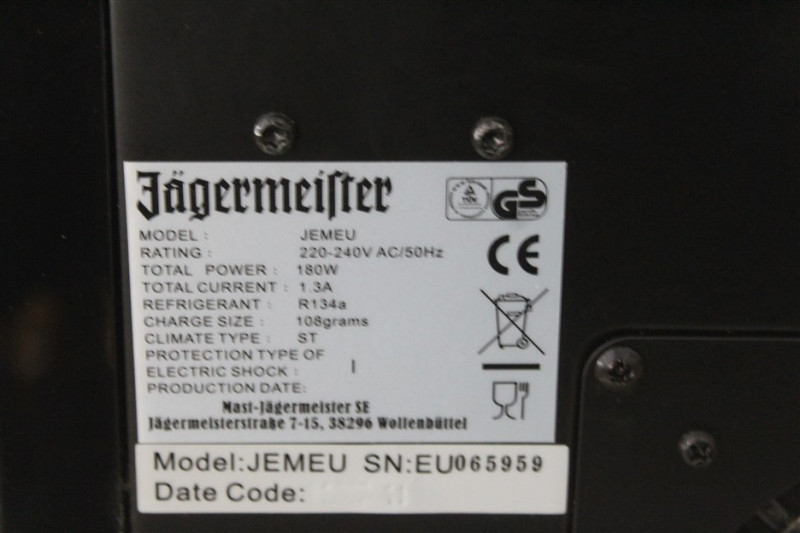 Jägermeiſter
GS
MODEL : JEMEU
RATING : 220-240V AC/50Hz
CE
TOTAL POWER : 180W
TOTAL CURRENT : 1.3A
REFRIGERANT : R134a
CHARGE SIZE : 108grams
CLIMATE TYPE : ST
PROTECTION TYPE OF
ELECTRIC SHOCK : I
PRODUCTION DATE:
Mast-Jägermeister SE
Jägermeisterstraße 7-15, 38296 Wolfenbüttel
Model:JEMEU SN:EU065959
Date Code: